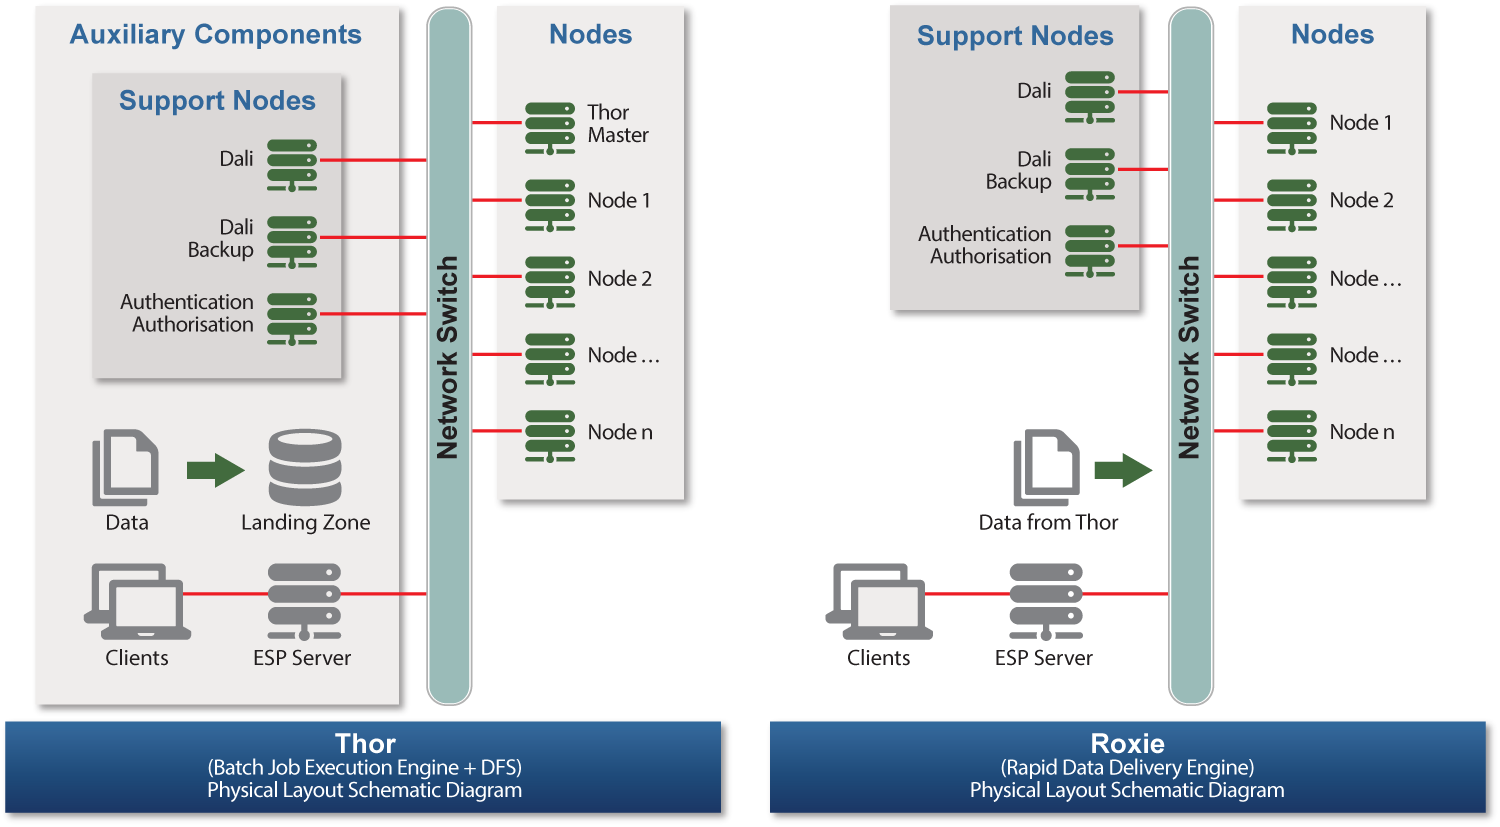 Auxiliary Components
Support Nodes
Dali
Dali
Backup
Authentication
Authorisation
Data
Landing Zone
Clients
ESP Server
Network Switch
Nodes
Thor
Master
Node 1
Node 2
Node ...
Node n
Thor
(Batch Job Execution Engine + DFS)
Physical Layout Schematic Diagram
Support Nodes
Dali
Dali
Backup
Authentication
Authorisation
Data from Thor
Clients
ESP Server
Network Switch
Nodes
Node 1
Node 2
Node ...
Node ...
Node n
Roxie
(Rapid Data Delivery Engine)
Physical Layout Schematic Diagram